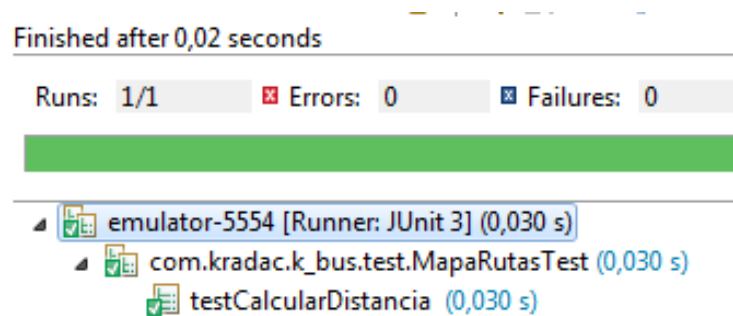 Finished after 0,02 seconds
Runs: 1/1 Errors: 0 Failures: 0
emulator-5554 [Runner: JUnit 3] (0,030 s)
com.kradac.k_bus.test.MapaRutasTest (0,030 s)
testCalcularDistancia (0,030 s)